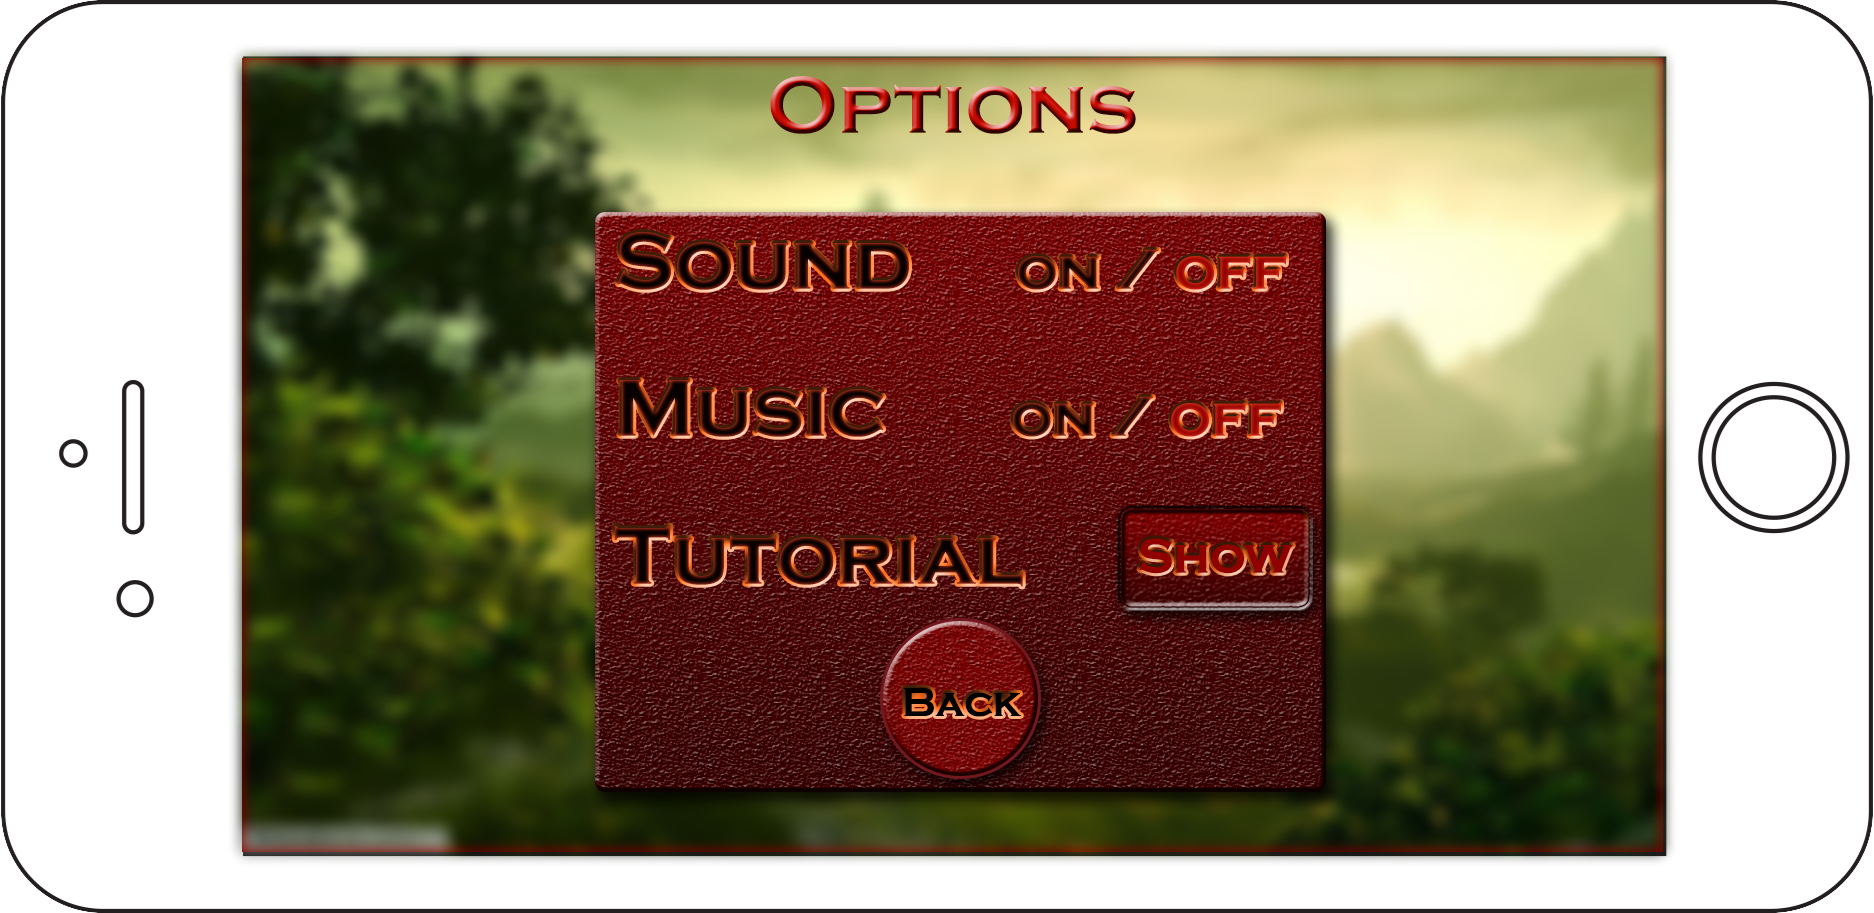 Options
Sound on / off
Music on / off
Tutorial Show
Back